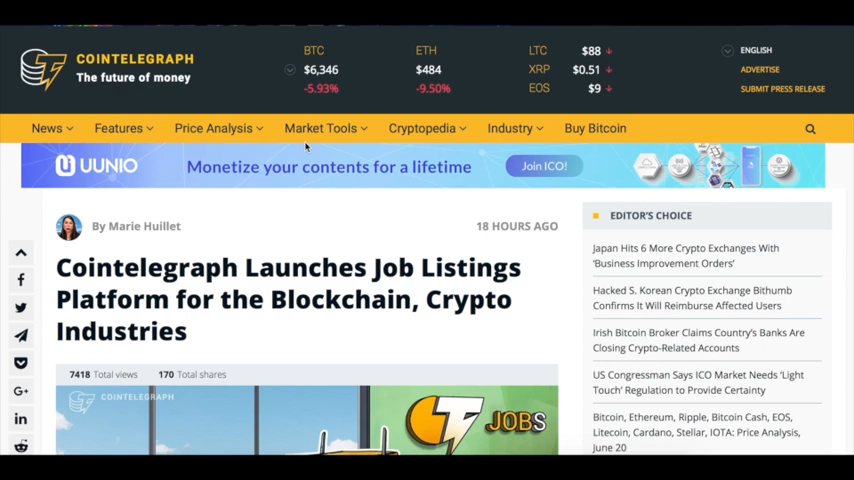 COINTELEGRAPH
The future of money
BTC
$6,346
-5.93%
ETH
$484
-9.50%
LTC $88
XRP $0.51
EOS $9
ENGLISH
ADVERTISE
SUBMIT PRESS RELEASE
News Features Price Analysis Market Tools Cryptopedia Industry Buy Bitcoin
UUNIO Monetize your contents for a lifetime Join ICO!
By Marie Huillet 18 HOURS AGO
Cointelegraph Launches Job Listings
Platform for the Blockchain, Crypto
Industries
7418 Total views 170 Total shares
COINTELEGRAPH
JOBS
EDITOR'S CHOICE
Japan Hits 6 More Crypto Exchanges With
'Business Improvement Orders'
Hacked S. Korean Crypto Exchange Bithumb
Confirms It Will Reimburse Affected Users
Irish Bitcoin Broker Claims Country's Banks Are
Closing Crypto-Related Accounts
US Congressman Says ICO Market Needs 'Light
Touch' Regulation to Provide Certainty
Bitcoin, Ethereum, Ripple, Bitcoin Cash, EOS,
Litecoin, Cardano, Stellar, IOTA: Price Analysis,
June 20